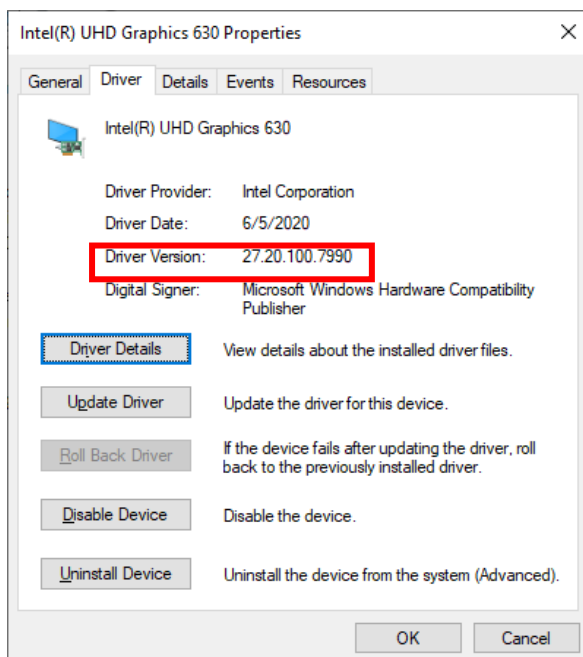 Intel(R) UHD Graphics 630 Properties
General Driver Details Events Resources
Intel(R) UHD Graphics 630
Driver Provider: Intel Corporation
Driver Date: 6/5/2020
Driver Version: 27.20.100.7990
Digital Signer: Microsoft Windows Hardware Compatibility
Publisher
Driver Details View details about the installed driver files.
Update Driver Update the driver for this device.
Roll Back Driver If the device fails after updating the driver, roll
back to the previously installed driver.
Disable Device Disable the device.
Uninstall Device Uninstall the device from the system (Advanced).
OK Cancel